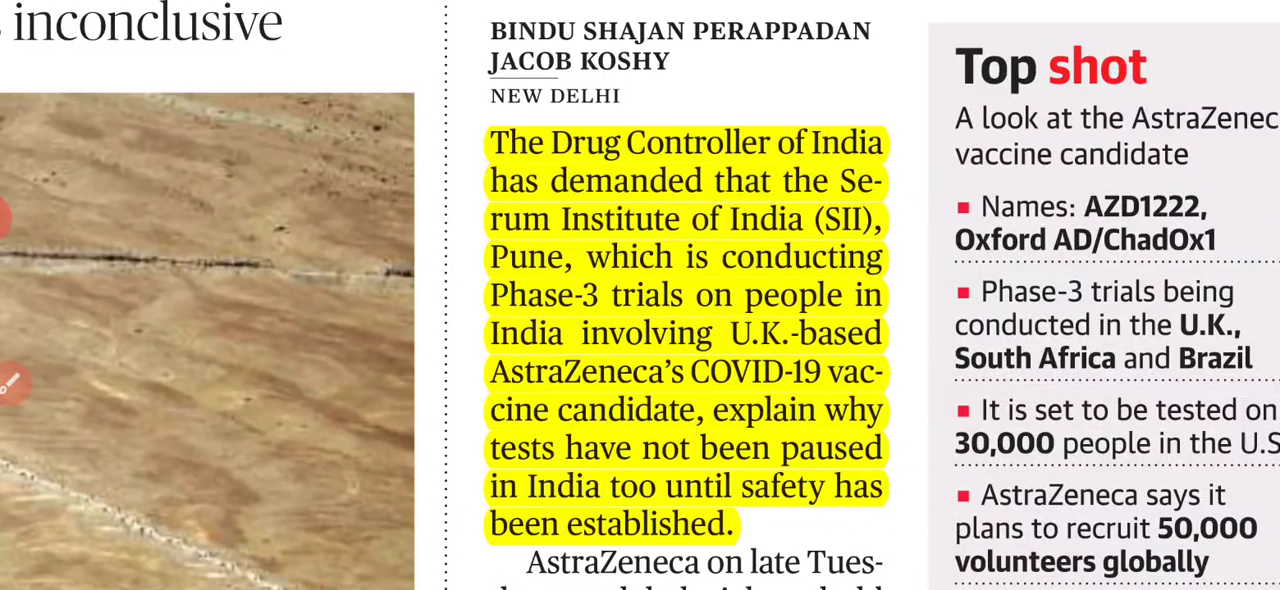 inconclusive
BINDU SHAJAN PERAPPADAN
JACOB KOSHY
NEW DELHI
The Drug Controller of India
has demanded that the Se-
rum Institute of India (SII),
Pune, which is conducting
Phase-3 trials on people in
India involving U.K.-based
AstraZeneca's COVID-19 vac-
cine candidate, explain why
tests have not been paused
in India too until safety has
been established.
AstraZeneca on late Tues-
Top shot
A look at the AstraZenec
vaccine candidate
Names: AZD1222,
Oxford AD/ChadOx1
Phase-3 trials being
conducted in the U.K.,
South Africa and Brazil
It is set to be tested on
30,000 people in the U.S
AstraZeneca says it
plans to recruit 50,000
volunteers globally